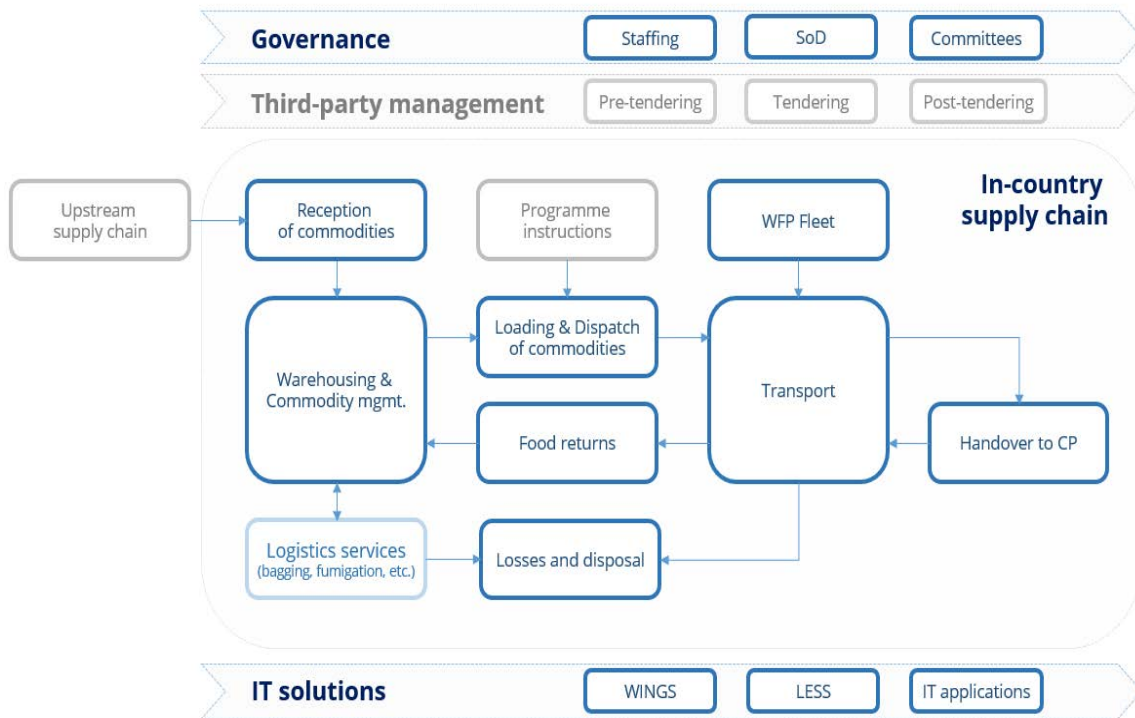 Governance
Staffing
SoD
Committees
Third-party management
Pre-tendering
Tendering
Post-tendering
In-country
supply chain
Upstream
supply chain
Reception
of commodities
Programme
instructions
WFP Fleet
Warehousing &
Commodity mgmt.
Loading & Dispatch
of commodities
Transport
Food returns
Handover to CP
Logistics services
(bagging, fumigation, etc.)
Losses and disposal
IT solutions
WINGS
LESS
IT applications